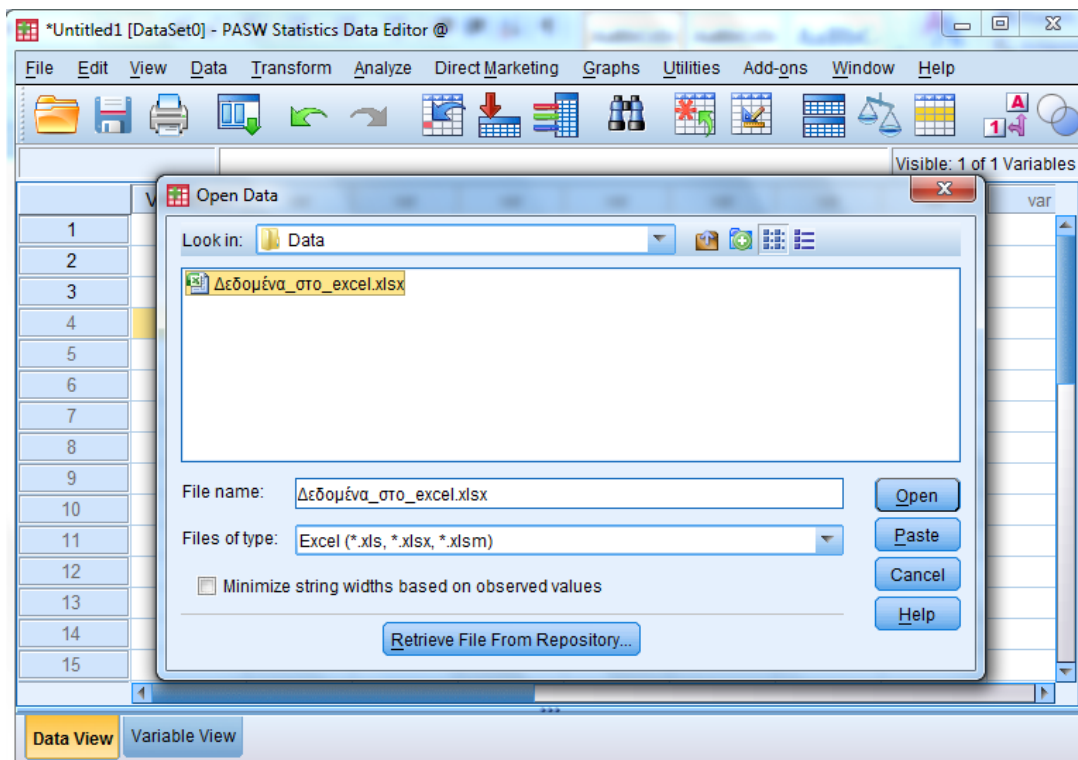 *Untitled1 [DataSet0] - PASW Statistics Data Editor @
File Edit View Data Transform Analyze Direct Marketing Graphs Utilities Add-ons Window Help
A
1
Visible: 1 of 1 Variables
Open Data
var
Look in: Data
Δεδομένα_στο_excel.xlsx
File name: Δεδομένα_στο_excel.xlsx
Open
Files of type: Excel (*.xls, *.xlsx, *.xlsm)
Paste
Minimize string widths based on observed values
Cancel
Help
Retrieve File From Repository...
1
2
3
4
5
6
7
8
9
10
11
12
13
14
15
Data View Variable View